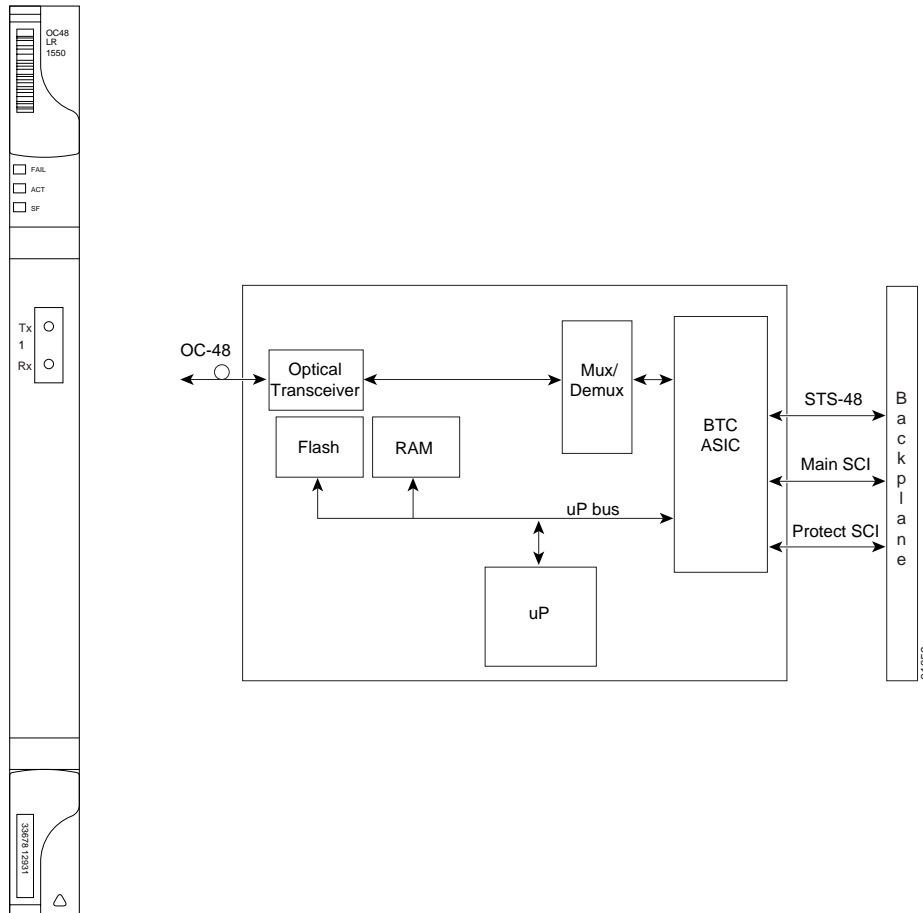 OC48
LR
1550
FAIL
ACT
SF
Tx
1
Rx
33678 12931
OC-48
Optical
Transceiver
Mux/
Demux
Flash
RAM
BTC
ASIC
uP bus
uP
STS-48
Main SCI
Protect SCI
Backplane